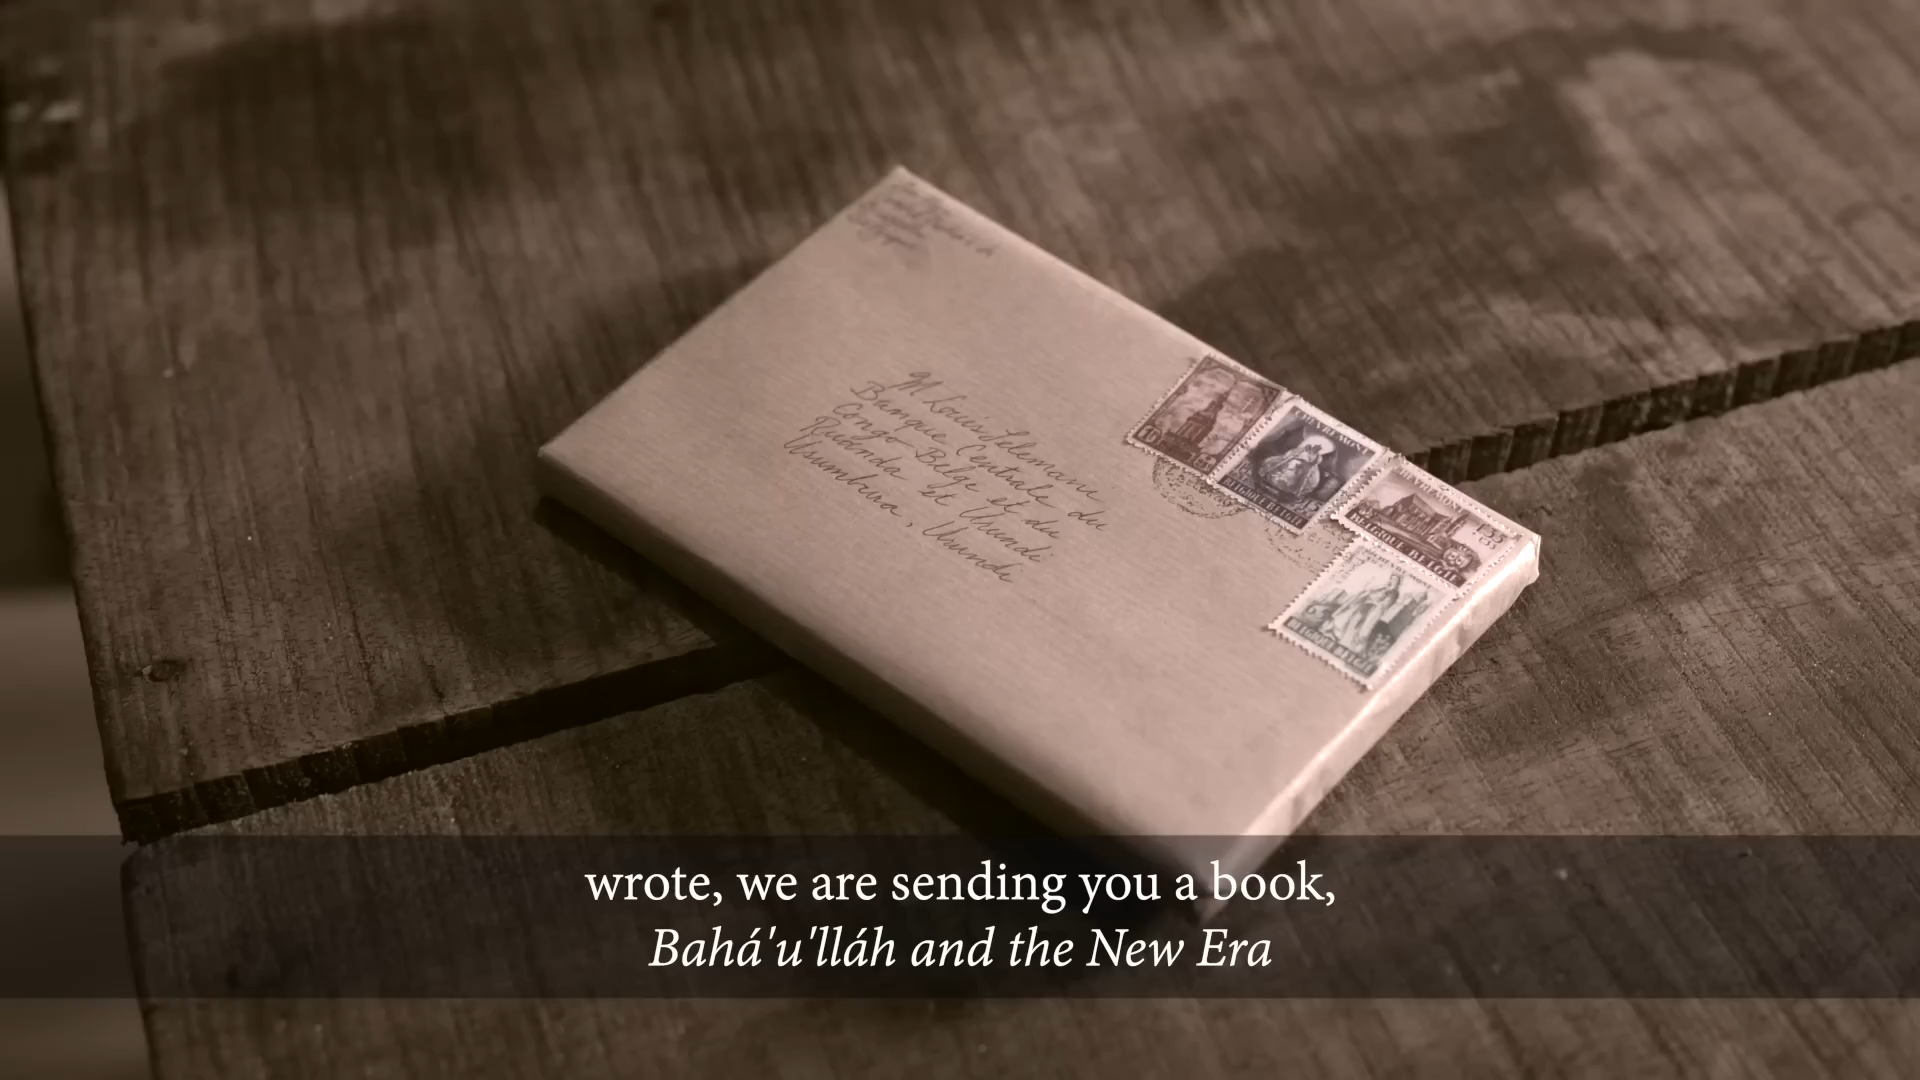 M Louis Selemani
Banque Centrale du
Congo-Belge et du
Ruanda et Urundi
Usumbura, Urundi
BELGIQUE BELGIË
BELGIQUE BELGIE
BELGIQUE BELGIE
wrote, we are sending you a book,
Bahá'u'lláh and the New Era